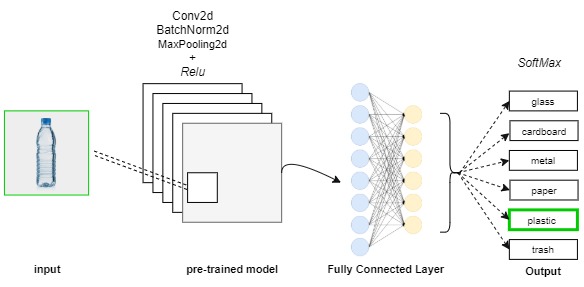 Conv2d
BatchNorm2d
MaxPooling2d
+
Relu
SoftMax
glass
cardboard
metal
paper
plastic
trash
input
pre-trained model
Fully Connected Layer
Output